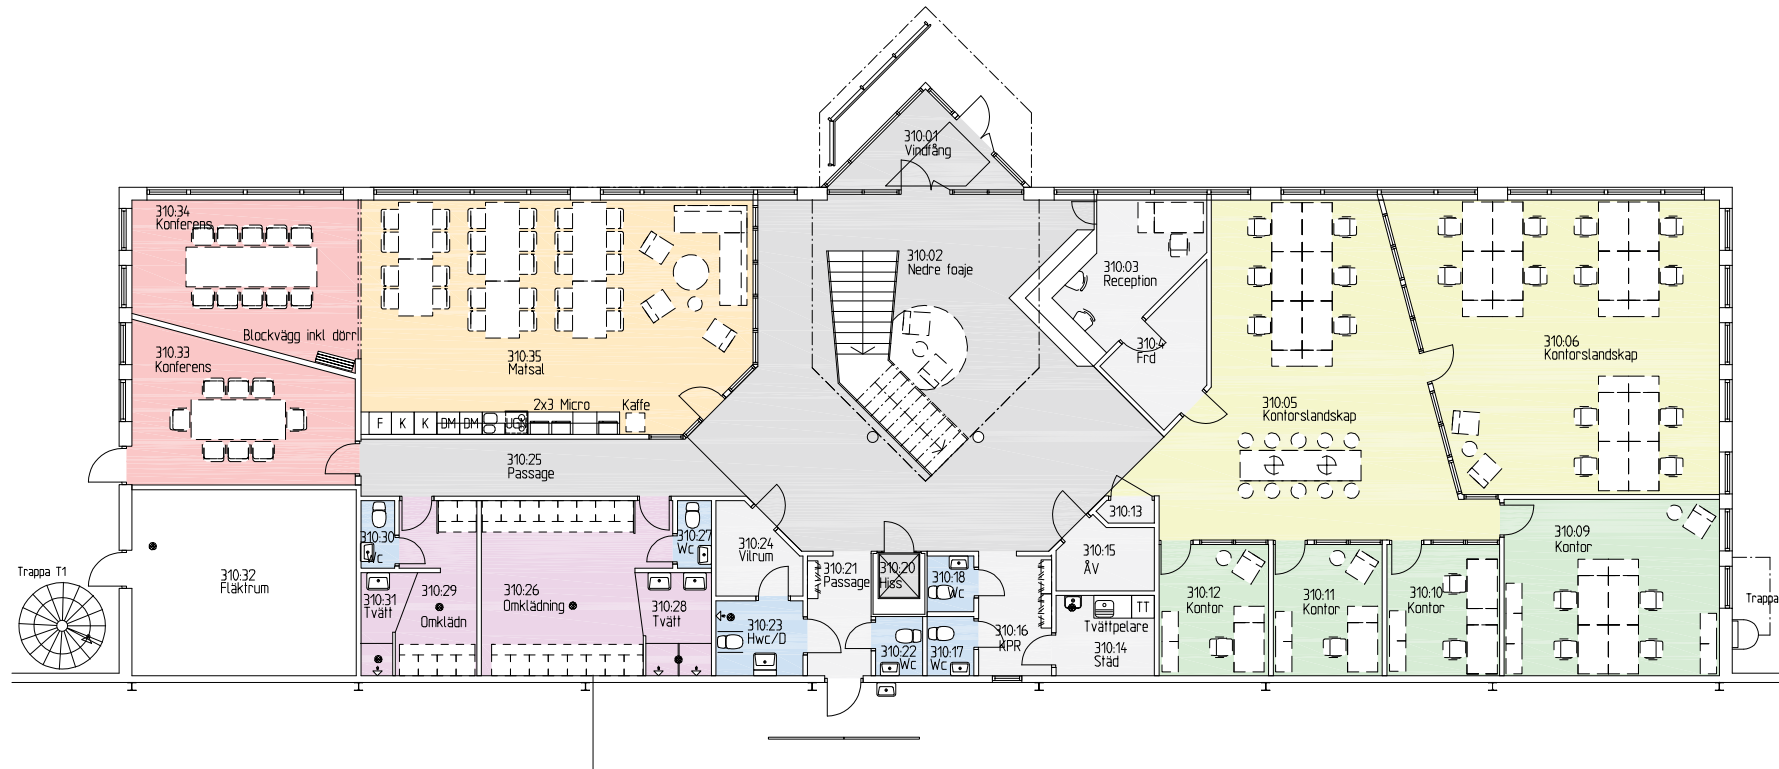 310:01
Vindfång
310:34
Konferens
310:02
Nedre foaje
310:03
Reception
Blockvägg inkl dörr
310:33
Konferens
310:35
Matsal
310:4
Frd
310:06
Kontorslandskap
310:05
Kontorslandskap
2x3 Micro
Kaffe
F
K
K
DM
DM
310:25
Passage
310:13
310:30
Wc
310:27
Wc
310:24
Vilrum
310:15
ÅV
310:09
Kontor
310:32
Fläktrum
Trappa T1
310:31
Tvätt
310:29
Omklädn
310:26
Omklädning
310:28
Tvätt
310:21
Passage
310:20
Hiss
310:18
Wc
310:12
Kontor
310:11
Kontor
310:10
Kontor
Trappa
310:23
Hwc/D
310:22
Wc
310:17
Wc
310:16
KPR
TT
Tvättpelare
310:14
Städ